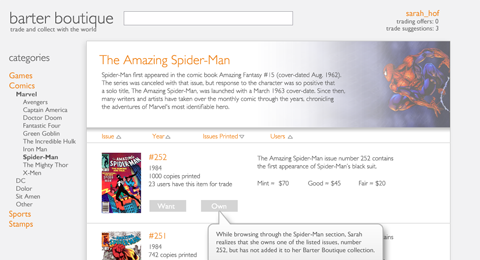 barter boutique
trade and collect with the world
sarah_hof
trading offers: 0
trade suggestions: 3
categories
Games
Comics
Marvel
Avengers
Captain America
Doctor Doom
Fantastic Four
Green Goblin
The Incredible Hulk
Iron Man
Spider-Man
The Mighty Thor
X-Men
DC
Dolor
Sit Amen
Other
Sports
Stamps
The Amazing Spider-Man
Spider-Man first appeared in the comic book Amazing Fantasy #15 (cover-dated Aug. 1962).
The series was canceled with that issue, but response to the character was so positive that
a solo title, The Amazing Spider-Man, was launched with a March 1963 cover-date. Since then,
many writers and artists have taken over the monthly comic through the years, chronicling
the adventures of Marvel's most identifiable hero.
Issue Year Issues Printed Users
#252
1984
1000 copies printed
23 users have this item for trade
The Amazing Spider-Man issue number 252 contains
the first appearance of Spider-Man's black suit.
Mint = $70 Good = $45 Fair = $20
Want Own
#251
1984
742 copies printed
While browsing through the Spider-Man section, Sarah
realizes that she owns one of the listed issues, number
252, but has not added it to her Barter Boutique collection.